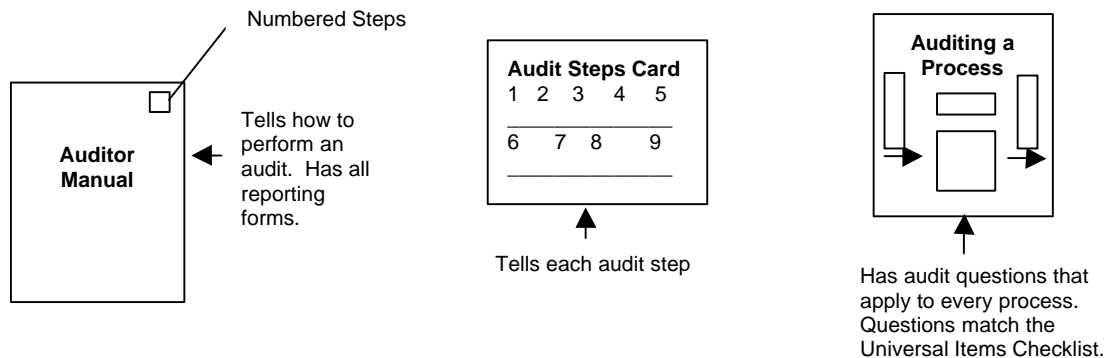 Numbered Steps
Auditor
Manual
Tells how to
perform an
audit. Has all
reporting
forms.
Audit Steps Card
1 2 3 4 5
6 7 8 9
Tells each audit step
Auditing a
Process
Has audit questions that
apply to every process.
Questions match the
Universal Items Checklist.